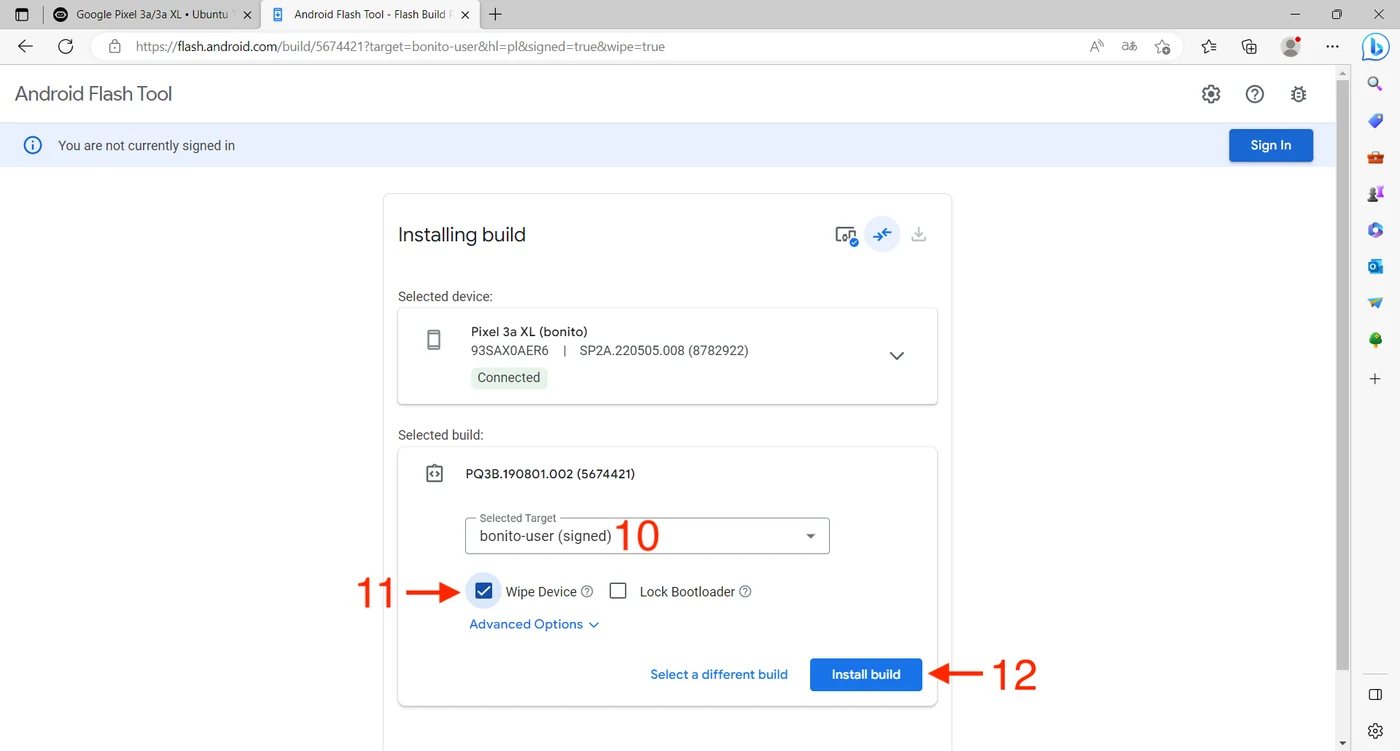 Google Pixel 3a/3a XL • Ubuntu
Android Flash Tool - Flash Build
https://flash.android.com/build/5674421?target=bonito-user&hl=pl&signed=true&wipe=true
Android Flash Tool
You are not currently signed in
Sign In
Installing build
Selected device:
Pixel 3a XL (bonito)
93SAX0AER6 | SP2A.220505.008 (8782922)
Connected
Selected build:
PQ3B.190801.002 (5674421)
Selected Target
bonito-user (signed) 10
11 Wipe Device Lock Bootloader
Advanced Options
Select a different build Install build 12